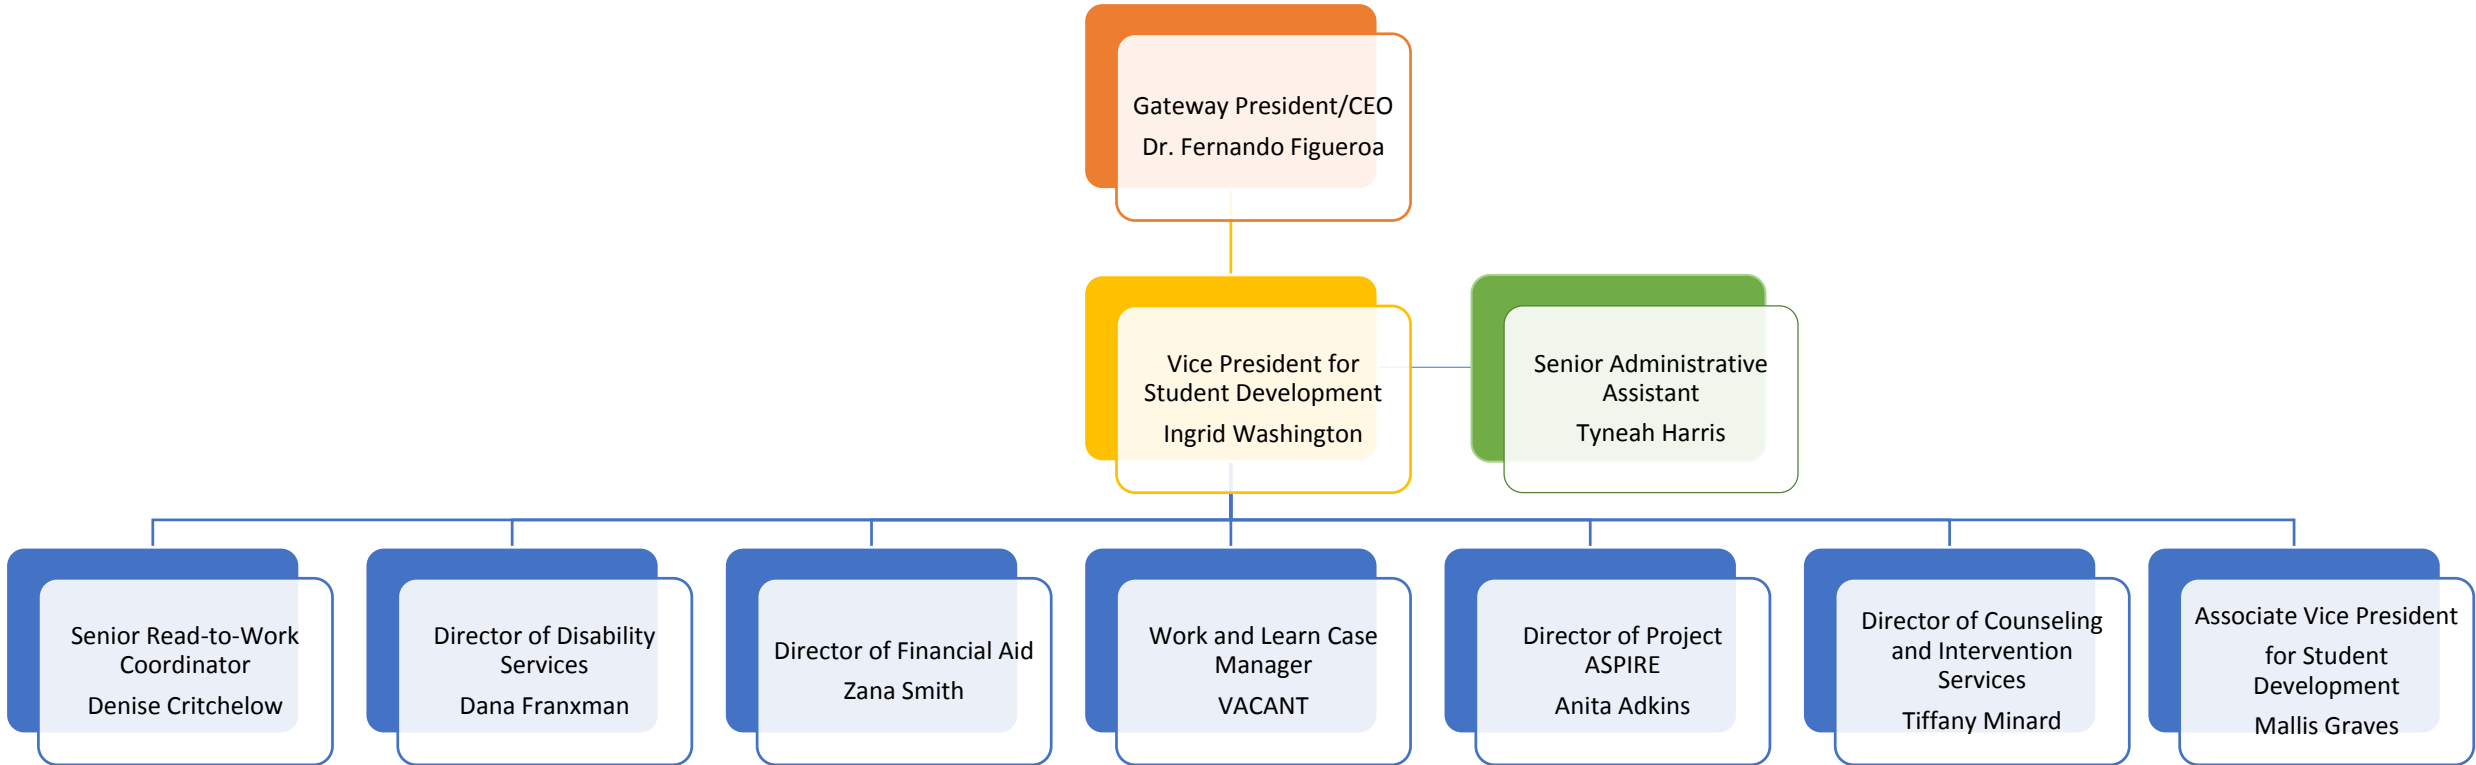 Gateway President/CEO
Dr. Fernando Figueroa
Vice President for
Student Development
Ingrid Washington
Senior Administrative
Assistant
Tyneah Harris
Senior Read-to-Work
Coordinator
Denise Critchelow
Director of Disability
Services
Dana Franxman
Director of Financial Aid
Zana Smith
Work and Learn Case
Manager
VACANT
Director of Project
ASPIRE
Anita Adkins
Director of Counseling
and Intervention
Services
Tiffany Minard
Associate Vice President
for Student
Development
Mallis Graves